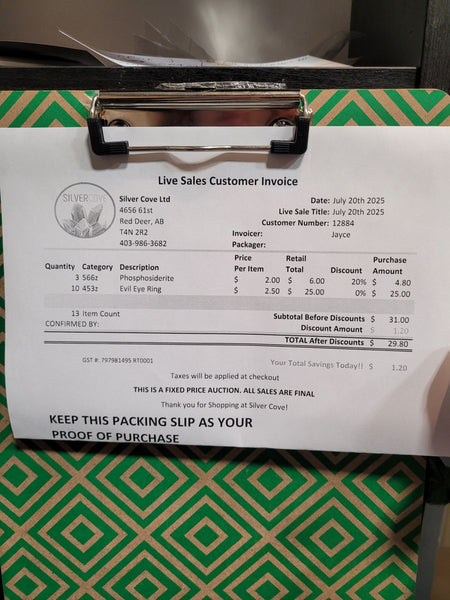 Live Sales Customer Invoice
SILVERCOVE
Silver Cove Ltd
4656 61st
Red Deer, AB
T4N 2R2
403-986-3682
Date: July 20th 2025
Live Sale Title: July 20th 2025
Customer Number: 12884
Invoicer: Jayce
Packager:
Quantity Category Description Price Per Item Retail Total Discount Purchase Amount
3 566z Phosphosiderite $ 2.00 $ 6.00 20% $ 4.80
10 453z Evil Eye Ring $ 2.50 $ 25.00 0% $ 25.00
13 Item Count Subtotal Before Discounts $ 31.00
CONFIRMED BY: Discount Amount $ 1.20
TOTAL After Discounts $ 29.80
GST #: 797981495 RT0001 Your Total Savings Today!! $ 1.20
Taxes will be applied at checkout
THIS IS A FIXED PRICE AUCTION. ALL SALES ARE FINAL
Thank you for Shopping at Silver Cove!
KEEP THIS PACKING SLIP AS YOUR
PROOF OF PURCHASE